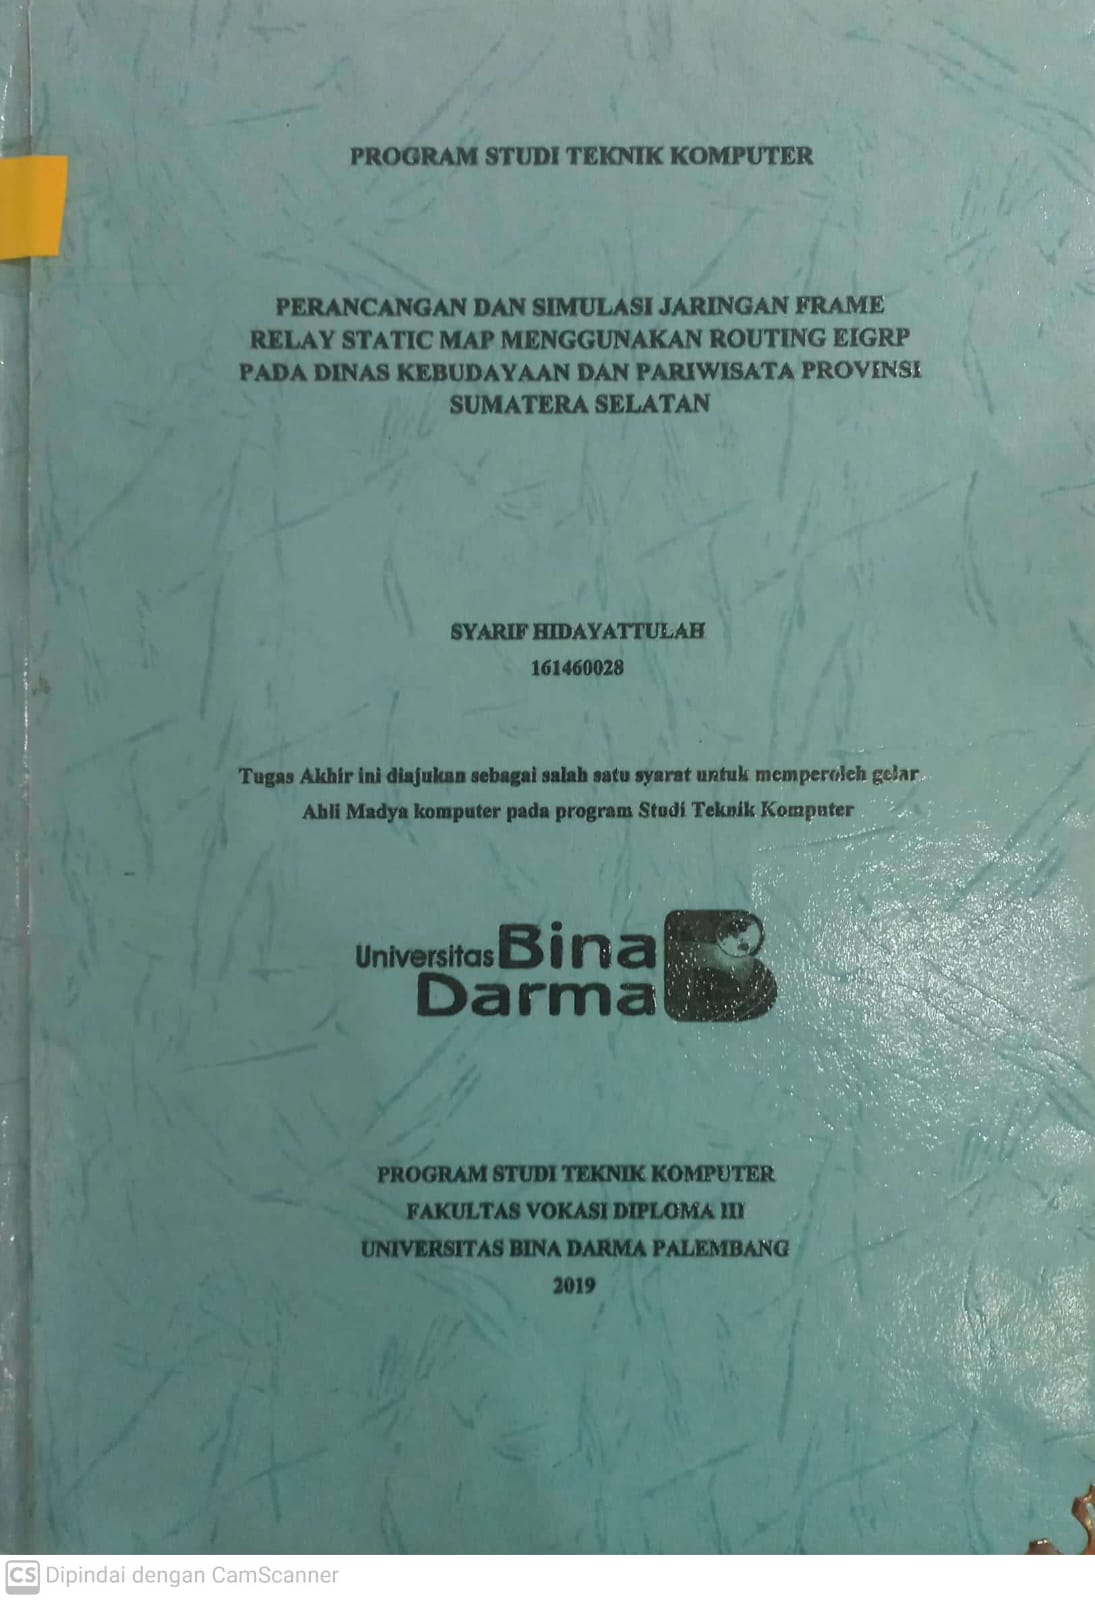 PROGRAM STUDI TEKNIK KOMPUTER
PERANCANGAN DAN SIMULASI JARINGAN FRAME
RELAY STATIC MAP MENGGUNAKAN ROUTING EIGRP
PADA DINAS KEBUDAYAAN DAN PARIWISATA PROVINSI
SUMATERA SELATAN
SYARIF HIDAYATTULAH
161460028
Tugas Akhir ini diajukan sebagai salah satu syarat untuk memperoleh gelar
Ahli Madya komputer pada program Studi Teknik Komputer
Universitas Bina
Darma
PROGRAM STUDI TEKNIK KOMPUTER
FAKULTAS VOKASI DIPLOMA III
UNIVERSITAS BINA DARMA PALEMBANG
2019
CS Dipindai dengan CamScanner